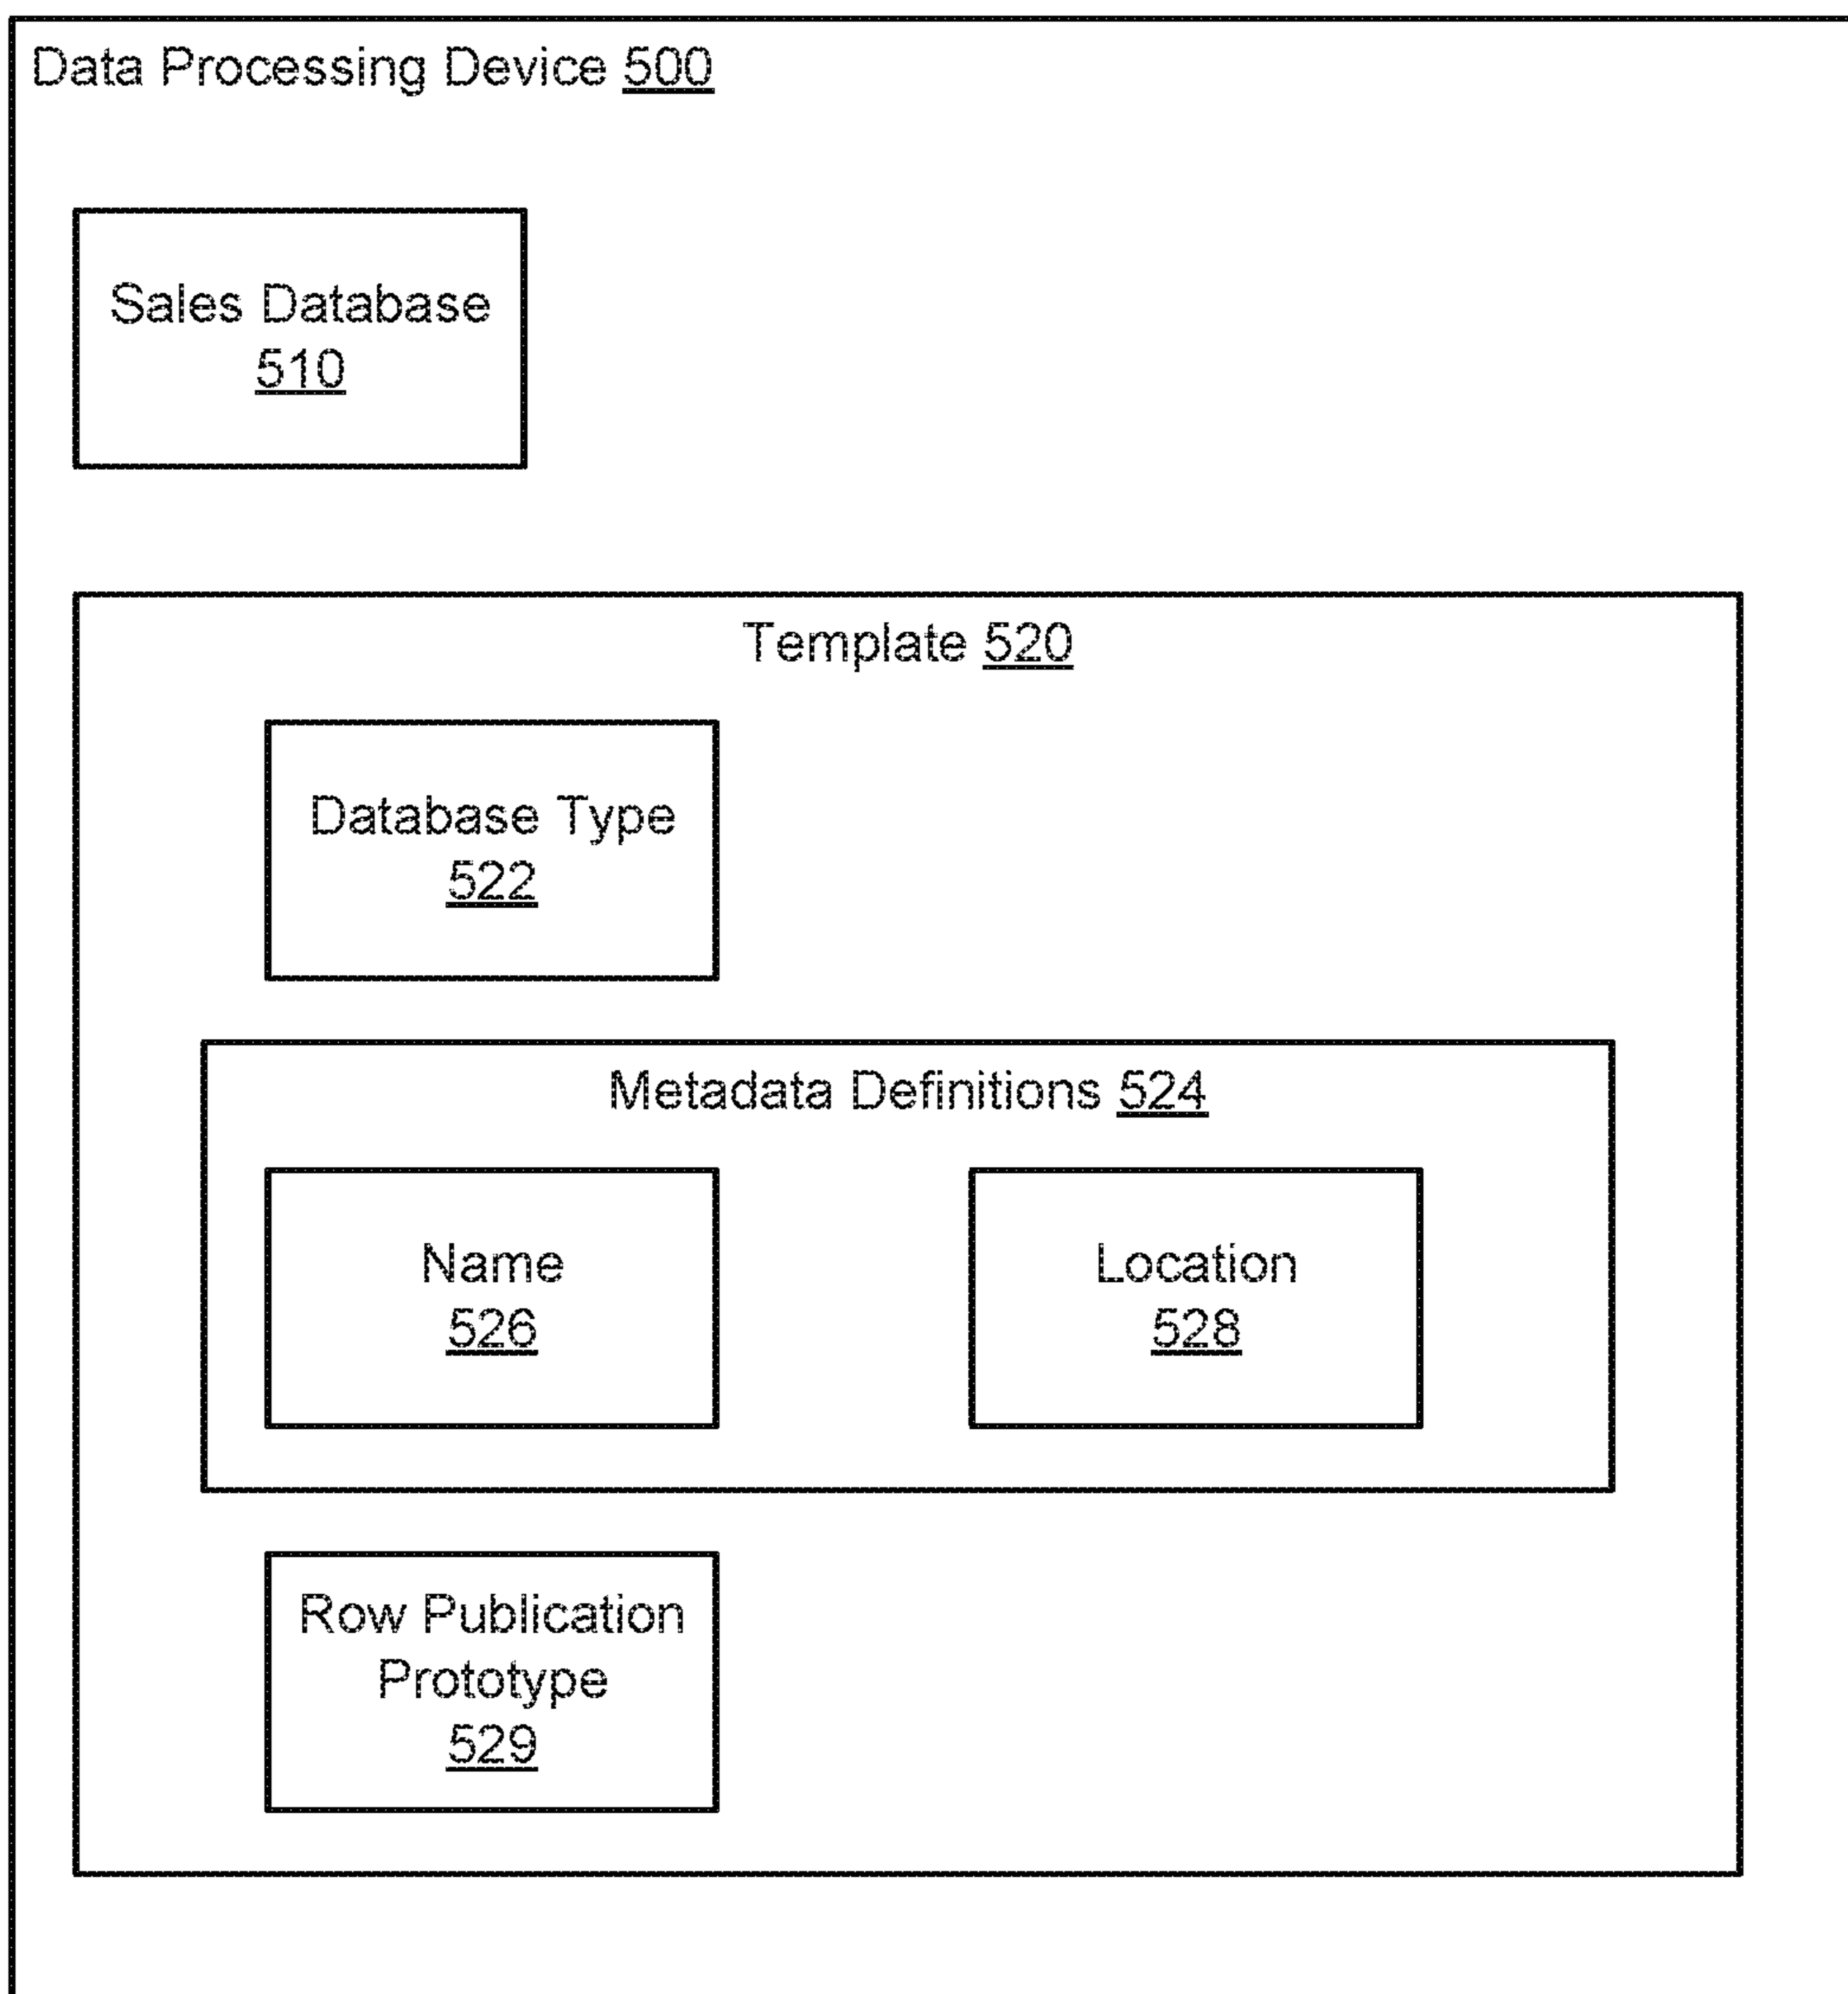 Data Processing Device 500
Sales Database
510
Template 520
Database Type
522
Metadata Definitions 524
Name
526
Location
528
Row Publication
Prototype
529